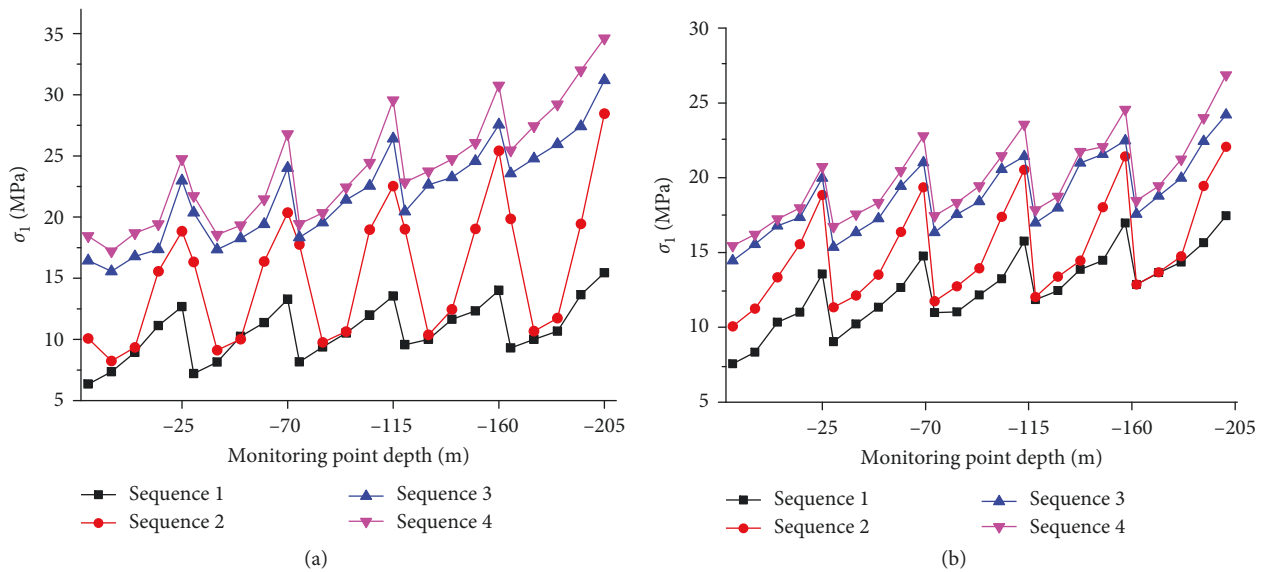 35
30
25
20
15
10
5
σ1 (MPa)
–25
–70
–115
–160
–205
Monitoring point depth (m)
Sequence 1
Sequence 2
Sequence 3
Sequence 4
(a)
30
25
20
15
10
5
σ1 (MPa)
–25
–70
–115
–160
–205
Monitoring point depth (m)
Sequence 1
Sequence 2
Sequence 3
Sequence 4
(b)